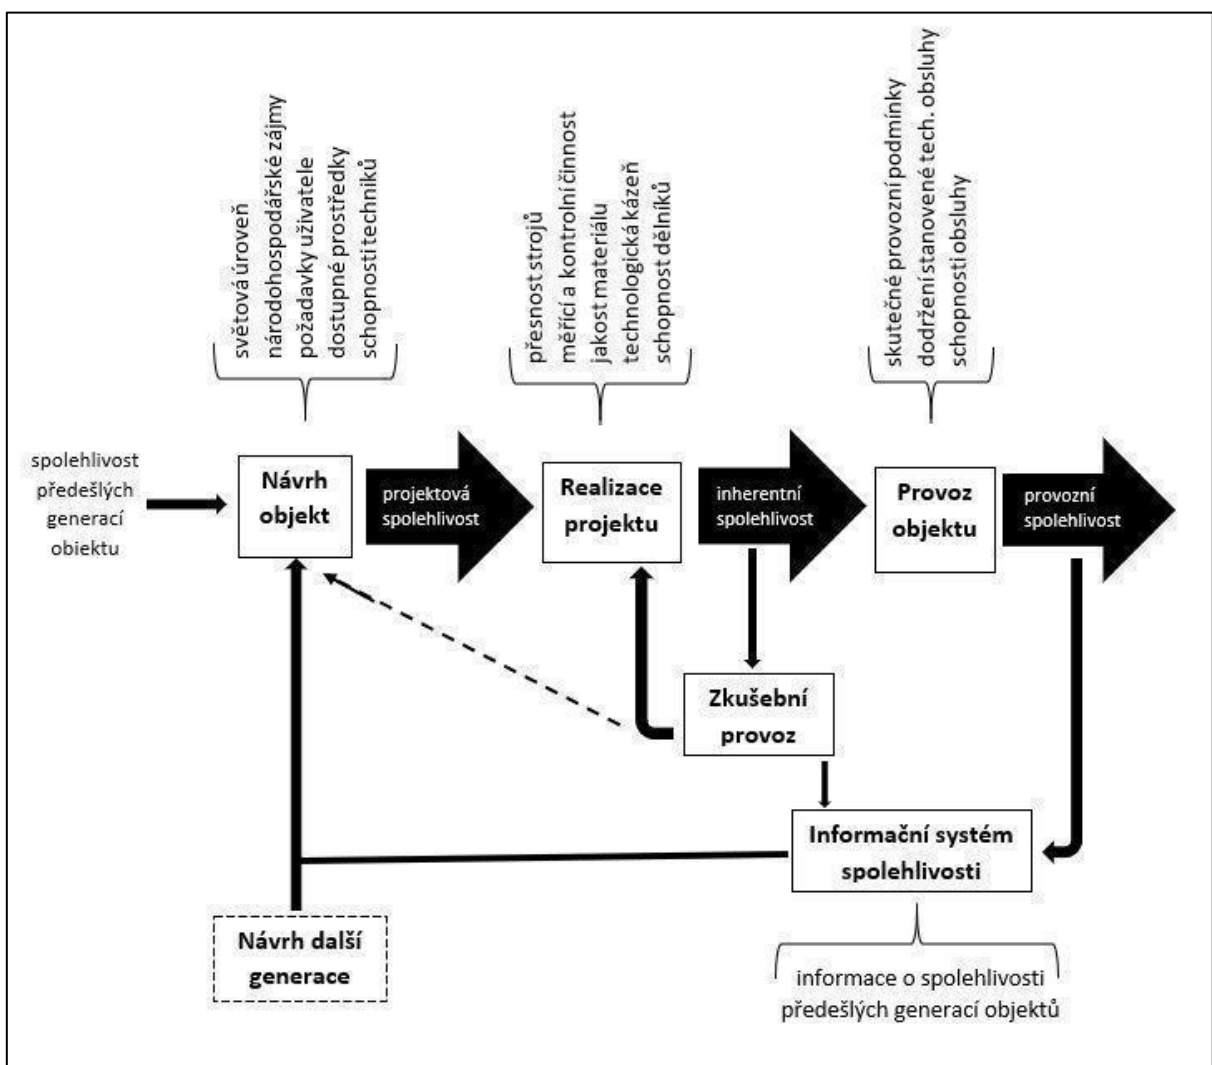 světová úroveň
národohospodářské zájmy
požadavky uživatele
dostupné prostředky
schopnosti techniků
přesnost strojů
měřící a kontrolní činnost
jakost materiálu
technologická kázeň
schopnost dělníků
skutečné provozní podmínky
dodržení stanovené tech. obsluhy
schopnosti obsluhy
spolehlivost
předešlých
generací
obiektu
Návrh
objekt
projektová
spolehlivost
Realizace
projektu
inherentní
spolehlivost
Provoz
objektu
provozní
spolehlivost
Zkušební
provoz
Informační systém
spolehlivosti
Návrh další
generace
informace o spolehlivosti
předešlých generací objektů